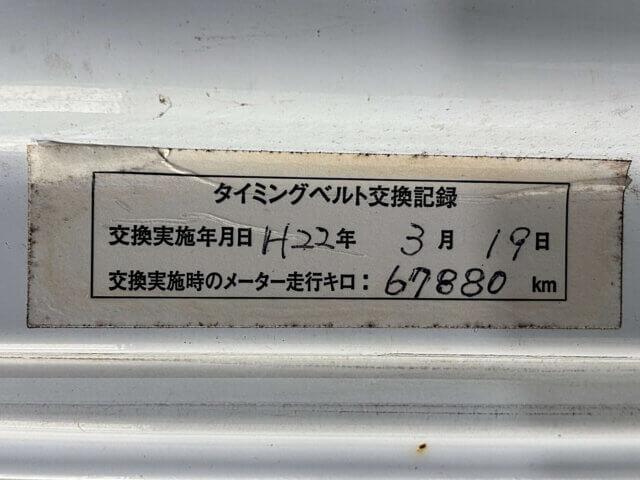 タイミングベルト交換記録
交換実施年月日 H22年 3月 19日
交換実施時のメーター走行キロ： 67880 km